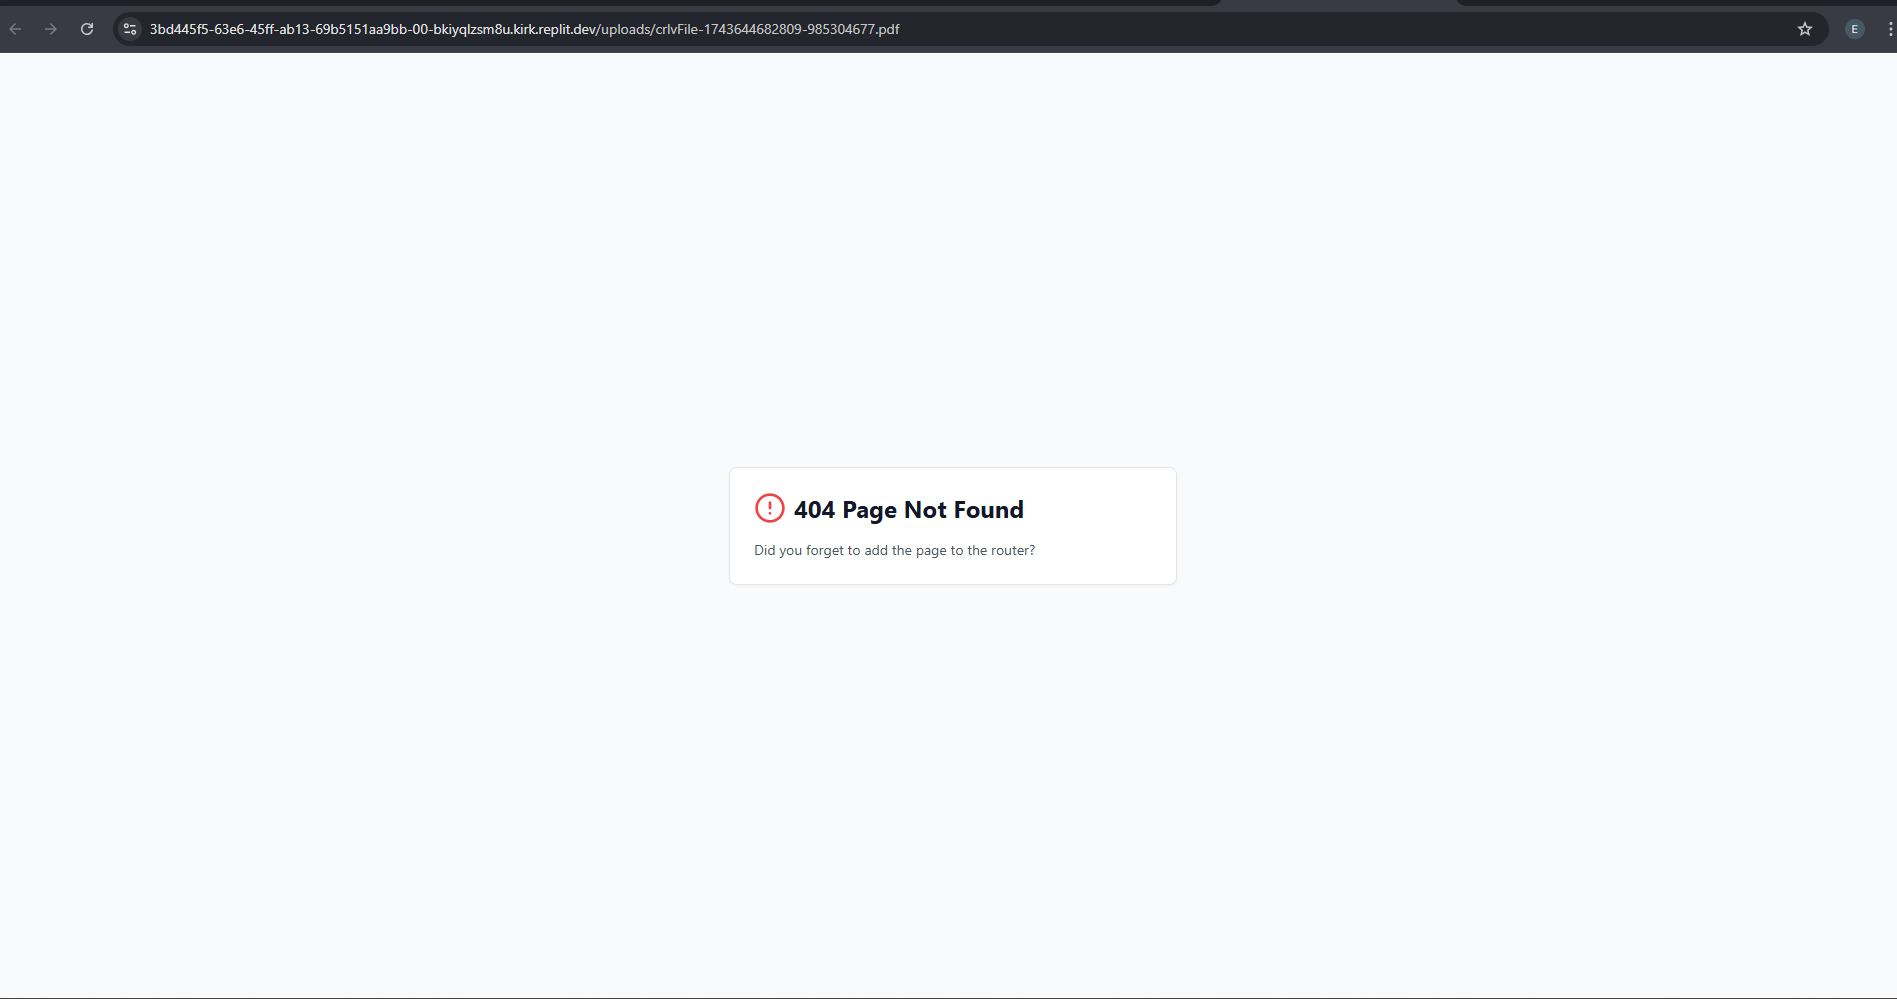 3bd445f5-63e6-45ff-ab13-69b5151aa9bb-00-bkiyqlzsm8u.kirk.replit.dev/uploads/crlvFile-1743644682809-985304677.pdf
E
404 Page Not Found
Did you forget to add the page to the router?